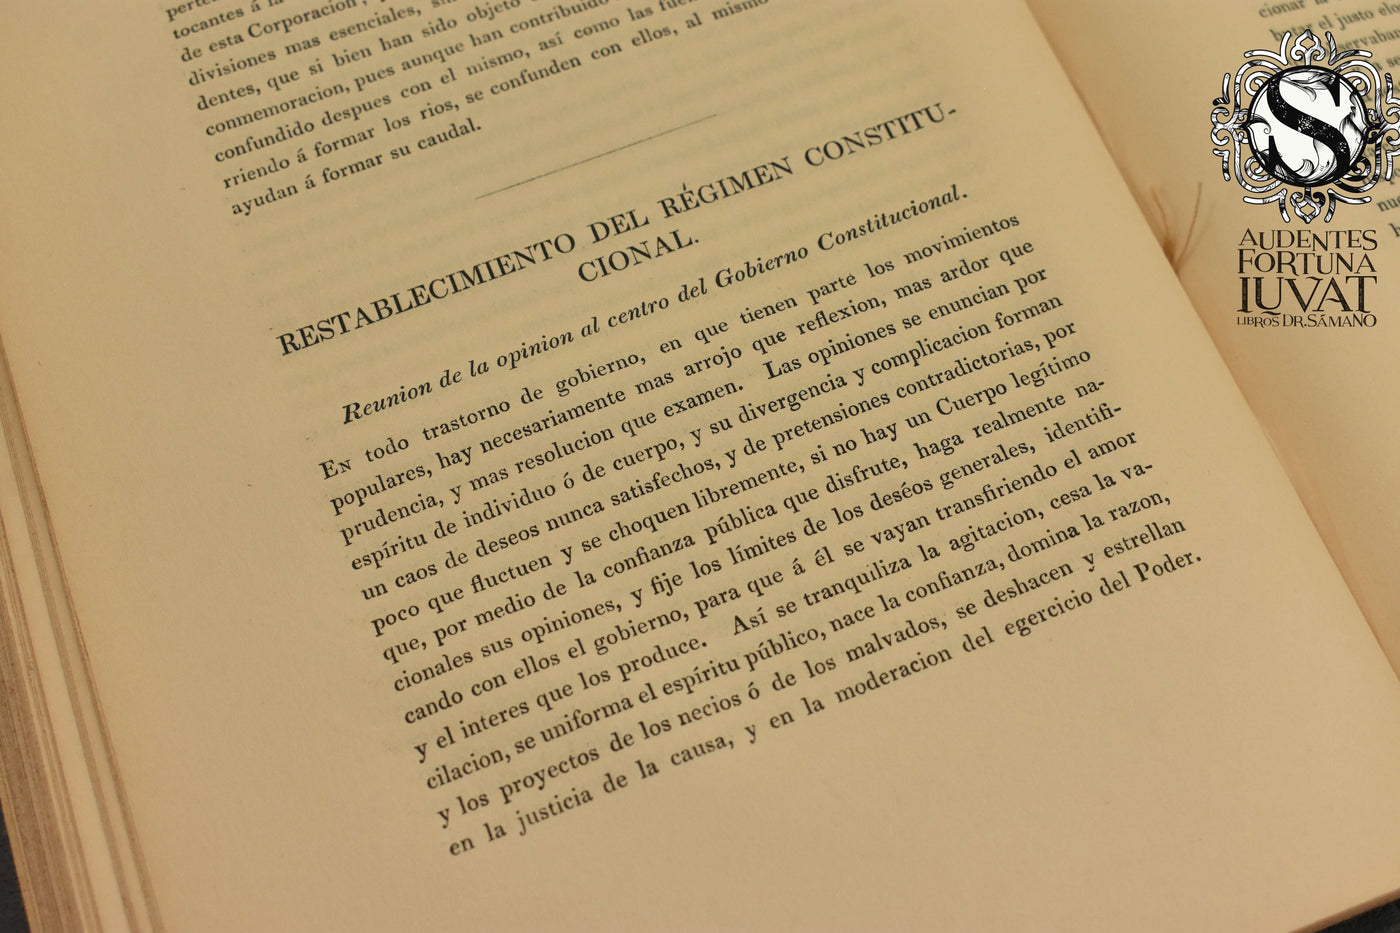 tocantes á la
de esta Corporacion,
divisiones mas esenciales,
dentes, que si bien han sido objeto
conmemoracion, pues aunque han contribuido
confundido despues con el mismo, así como las
rriendo á formar los rios, se confunden con ellos, al mismo
ayudan á formar su caudal.
RESTABLECIMIENTO DEL RÉGIMEN CONSTITU-
CIONAL.
Reunion de la opinion al centro del Gobierno Constitucional.
En todo trastorno de gobierno, en que tienen parte los movimientos
populares, hay necesariamente mas arrojo que reflexion, mas ardor que
prudencia, y mas resolucion que examen. Las opiniones se enuncian por
espíritu de individuo ó de cuerpo, y su divergencia y complicacion forman
un caos de deseos nunca satisfechos, y de pretensiones contradictorias, por
poco que fluctuen y se choquen libremente, si no hay un Cuerpo legítimo
que, por medio de la confianza pública que disfrute, haga realmente na-
cionales sus opiniones, y fije los límites de los deséos generales, identifi-
cando con ellos el gobierno, para que á él se vayan transfiriendo el amor
y el interes que los produce. Así se tranquiliza la agitacion, cesa la va-
cilacion, se uniforma el espíritu público, nace la confianza, domina la razon,
y los proyectos de los necios ó de los malvados, se deshacen y estrellan
en la justicia de la causa, y en la moderacion del egercicio del Poder.
cionar la
el justo
S
AUDENTES
FORTUNA
IUVAT
LIBROS DR. SÁMANO